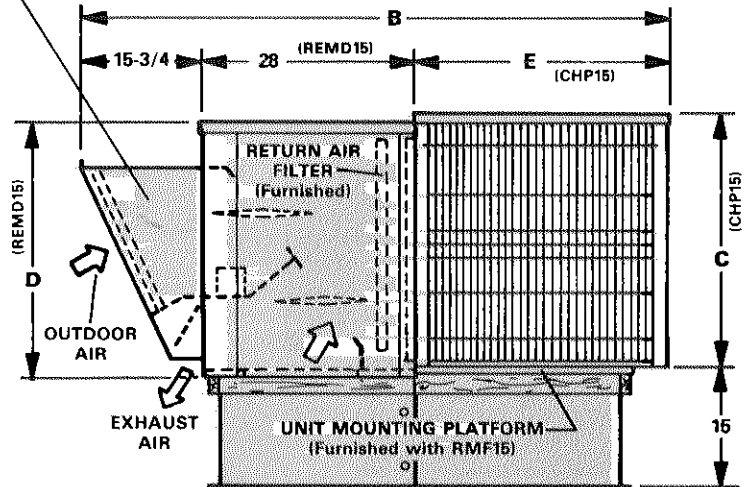 B
15-3/4
28
(REMD15)
E
(CHP15)
(REMD15)
D
RETURN AIR
FILTER
(Furnished)
C
(CHP15)
OUTDOOR
AIR
EXHAUST
AIR
UNIT MOUNTING PLATFORM
(Furnished with RMF15)
15